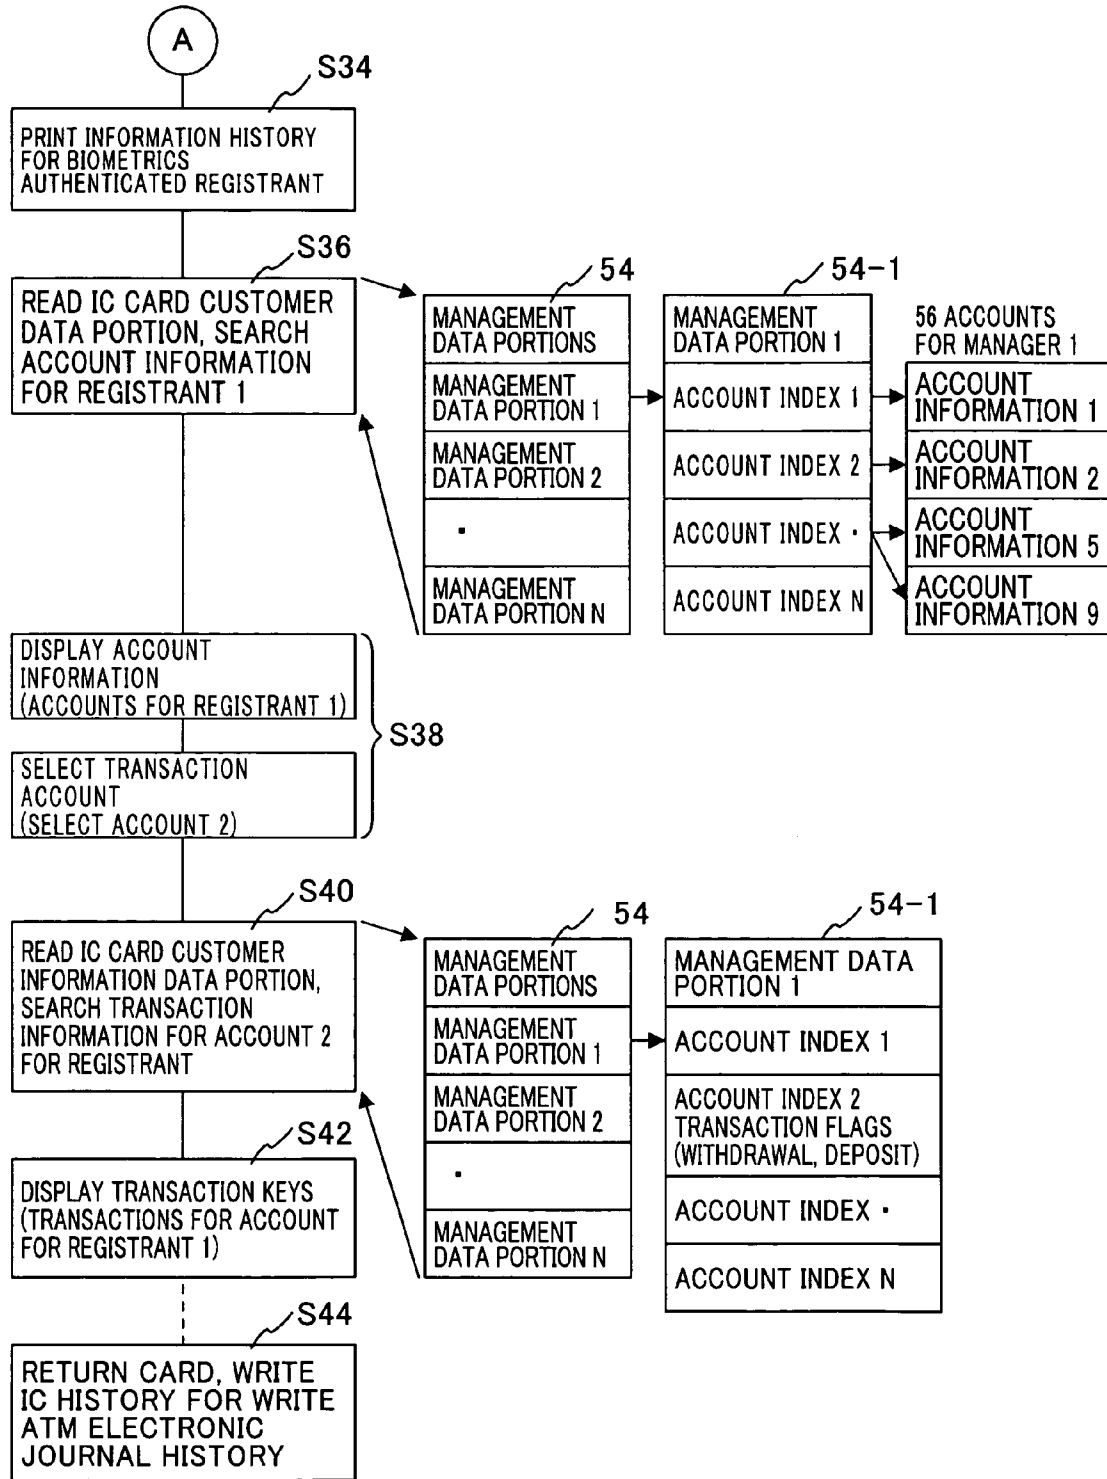 A
S34
PRINT INFORMATION HISTORY
FOR BIOMETRICS
AUTHENTICATED REGISTRANT
S36
READ IC CARD CUSTOMER
DATA PORTION, SEARCH
ACCOUNT INFORMATION
FOR REGISTRANT 1
54
MANAGEMENT
DATA PORTIONS
MANAGEMENT
DATA PORTION 1
MANAGEMENT
DATA PORTION 2
·
MANAGEMENT
DATA PORTION N
54-1
MANAGEMENT
DATA PORTION 1
ACCOUNT INDEX 1
ACCOUNT INDEX 2
ACCOUNT INDEX ·
ACCOUNT INDEX N
56 ACCOUNTS
FOR MANAGER 1
ACCOUNT
INFORMATION 1
ACCOUNT
INFORMATION 2
ACCOUNT
INFORMATION 5
ACCOUNT
INFORMATION 9
DISPLAY ACCOUNT
INFORMATION
(ACCOUNTS FOR REGISTRANT 1)
S38
SELECT TRANSACTION
ACCOUNT
(SELECT ACCOUNT 2)
S40
READ IC CARD CUSTOMER
INFORMATION DATA PORTION,
SEARCH TRANSACTION
INFORMATION FOR ACCOUNT 2
FOR REGISTRANT
54
MANAGEMENT
DATA PORTIONS
MANAGEMENT
DATA PORTION 1
MANAGEMENT
DATA PORTION 2
·
MANAGEMENT
DATA PORTION N
54-1
MANAGEMENT DATA
PORTION 1
ACCOUNT INDEX 1
ACCOUNT INDEX 2
TRANSACTION FLAGS
(WITHDRAWAL, DEPOSIT)
ACCOUNT INDEX ·
ACCOUNT INDEX N
S42
DISPLAY TRANSACTION KEYS
(TRANSACTIONS FOR ACCOUNT
FOR REGISTRANT 1)
S44
RETURN CARD, WRITE
IC HISTORY FOR WRITE
ATM ELECTRONIC
JOURNAL HISTORY